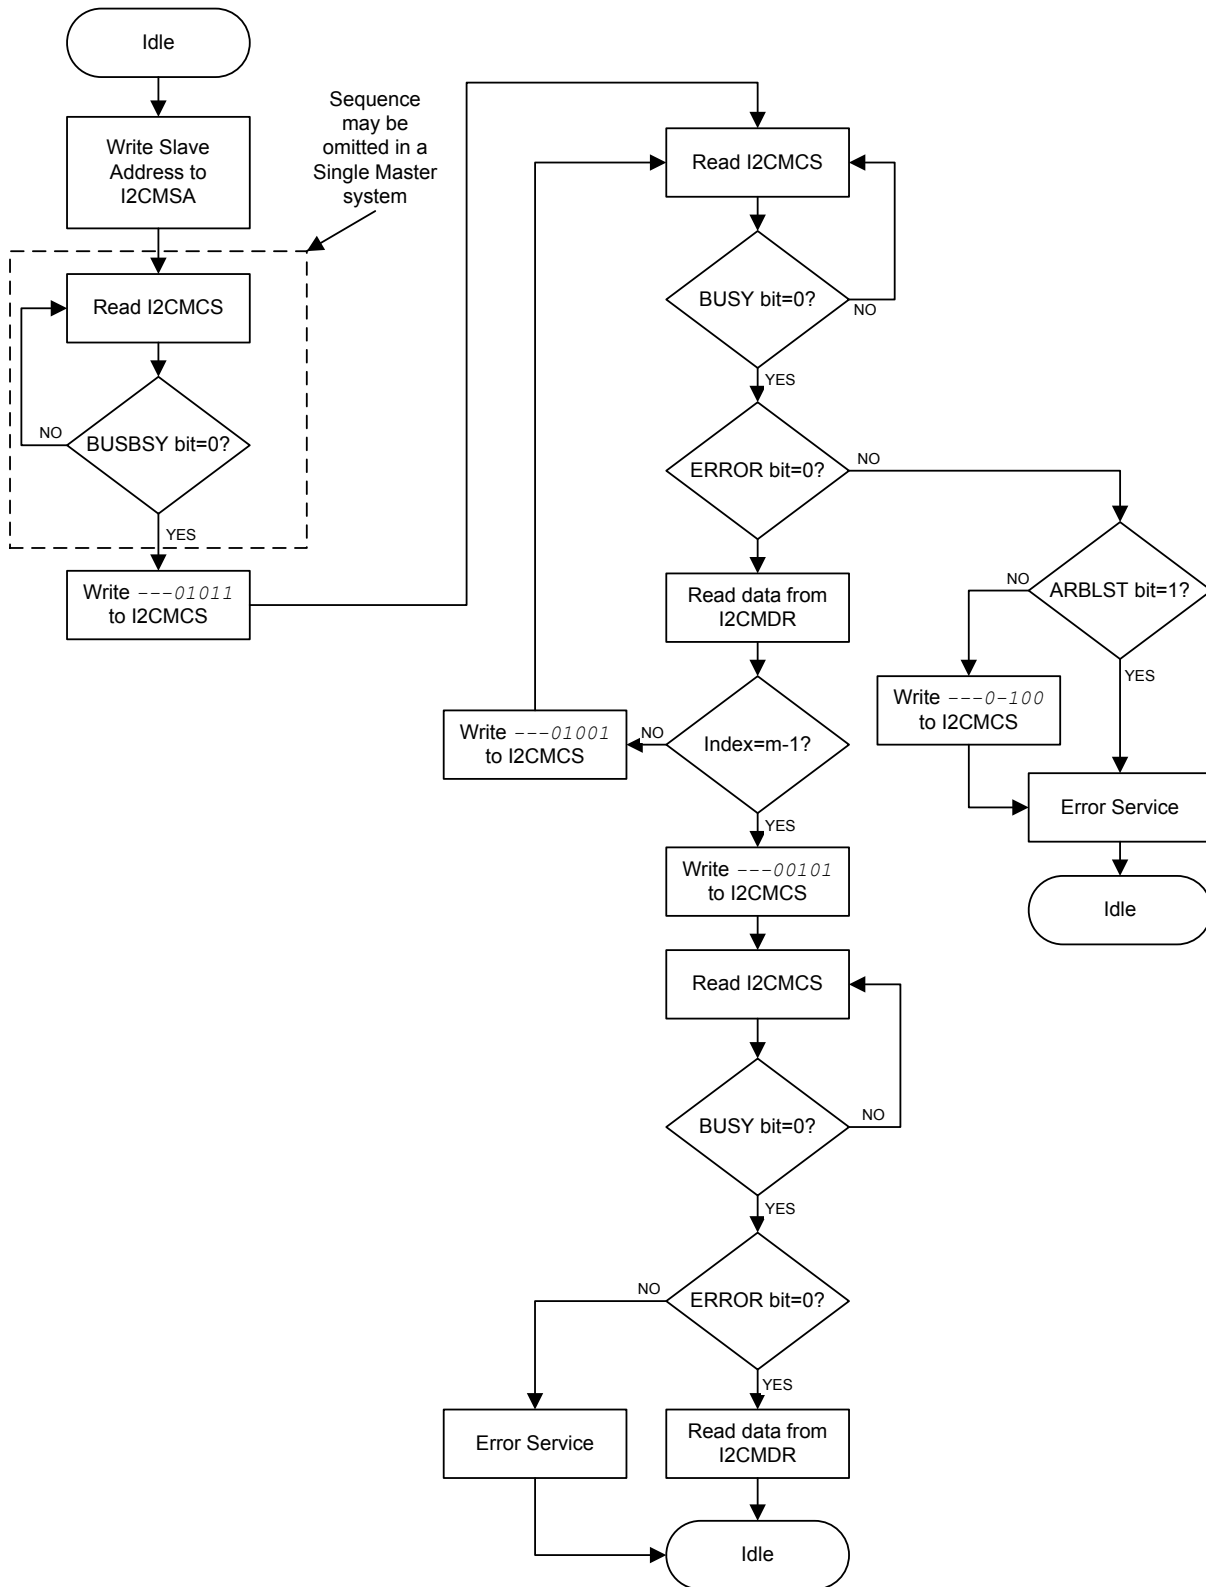 Idle
Write Slave
Address to
I2CMSA
Sequence
may be
omitted in a
Single Master
system
Read I2CMCS
BUSBSY bit=0?
NO
YES
Write ---01011
to I2CMCS
Read I2CMCS
BUSY bit=0?
NO
YES
ERROR bit=0?
NO
Read data from
I2CMDR
ARBLST bit=1?
NO
YES
Write ---0-100
to I2CMCS
Error Service
Idle
Index=m-1?
NO
Write ---01001
to I2CMCS
YES
Write ---00101
to I2CMCS
Read I2CMCS
BUSY bit=0?
NO
YES
ERROR bit=0?
NO
YES
Error Service
Read data from
I2CMDR
Idle